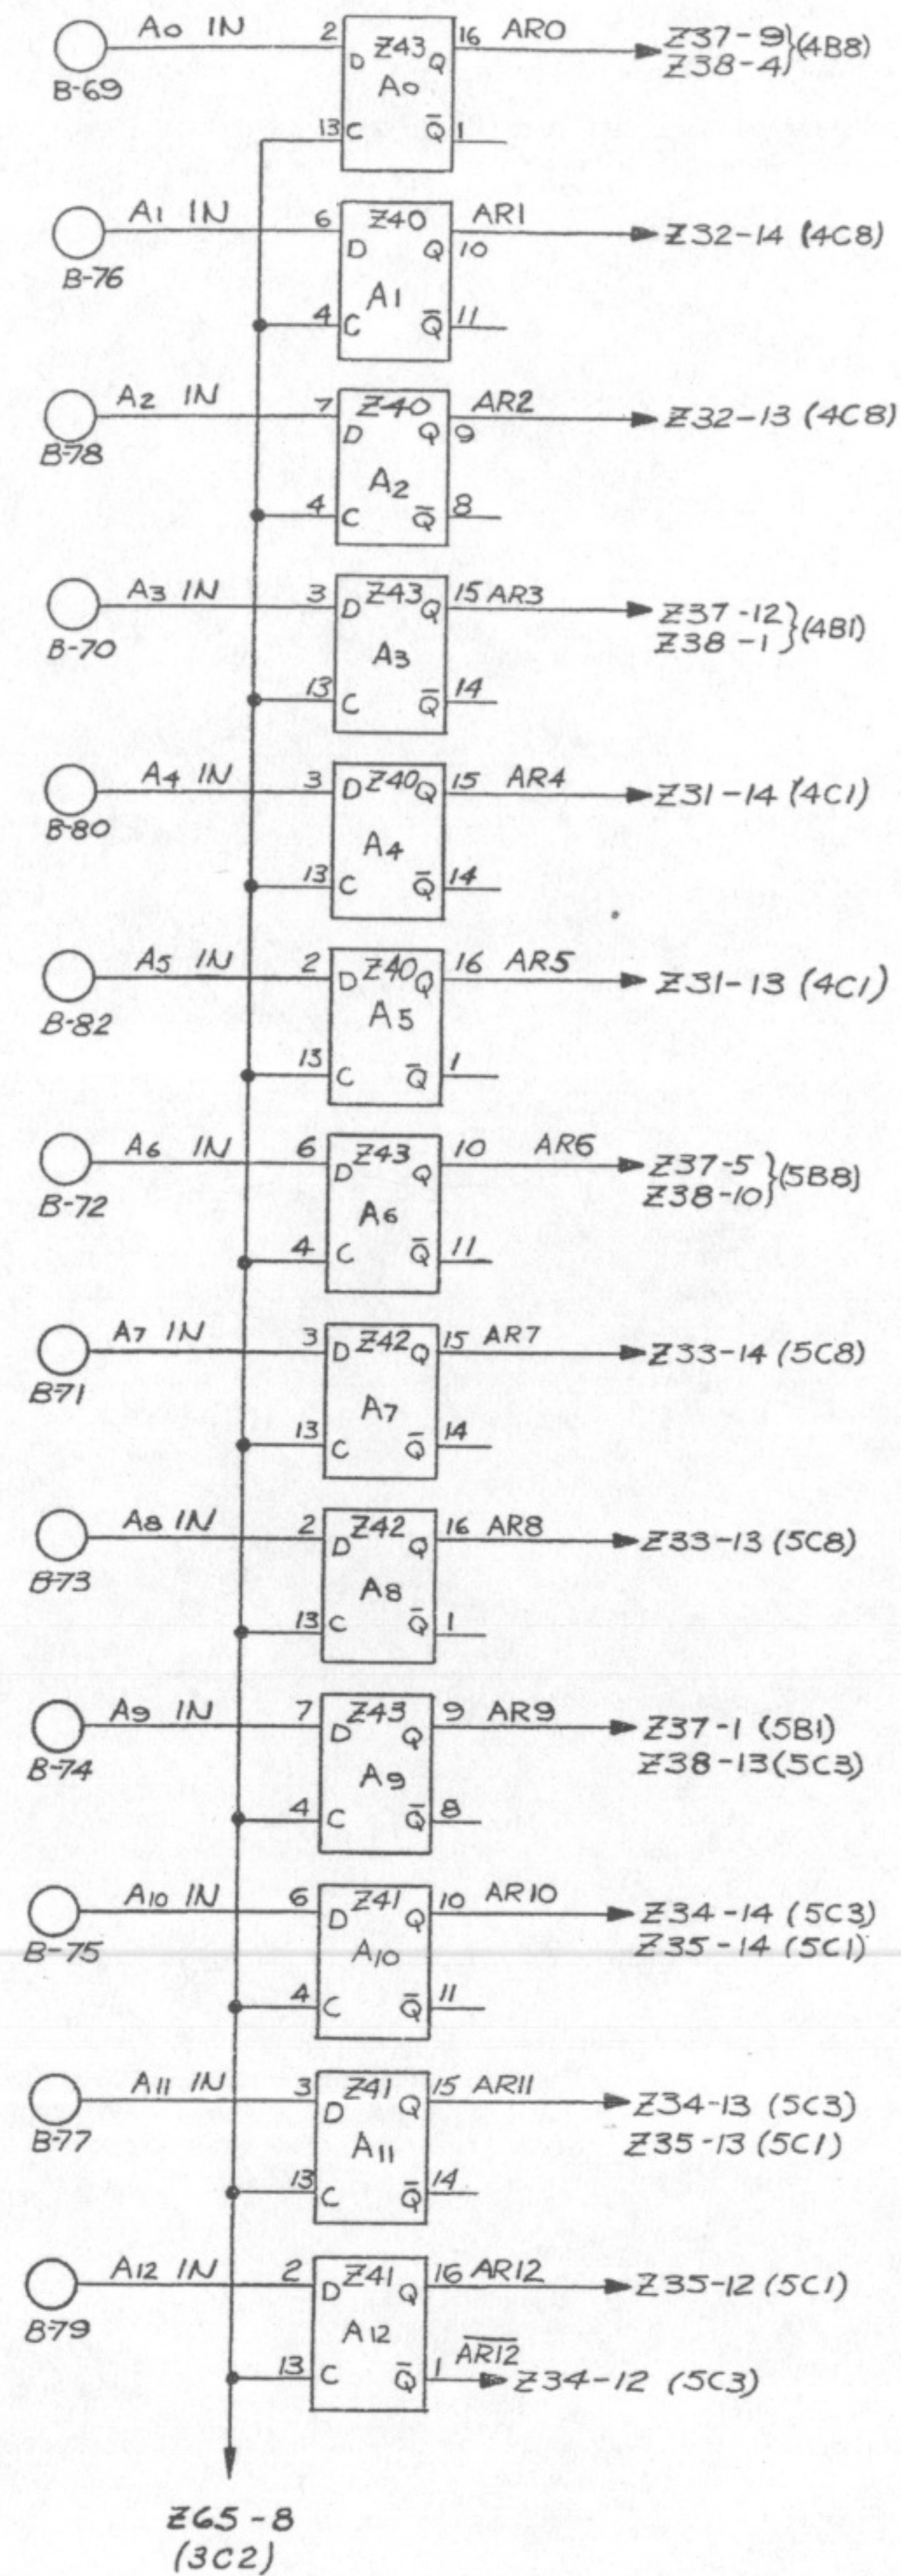 A0 IN 2 Z43 16 AR0 Z37-9 } (4B8)
D Q Z38-4
B-69 A0
13 C Q̅ 1
A1 IN 6 Z40 AR1 Z32-14 (4C8)
D Q 10
B-76 A1
4 C Q̅ 11
A2 IN 7 Z40 AR2 Z32-13 (4C8)
D Q 9
B-78 A2
4 C Q̅ 8
A3 IN 3 D Z43 Q 15 AR3 Z37-12 } (4B1)
Z38-1
B-70 A3
13 C Q̅ 14
A4 IN 3 D Z40 Q 15 AR4 Z31-14 (4C1)
B-80 A4
13 C Q̅ 14
A5 IN 2 D Z40 Q 16 AR5 Z31-13 (4C1)
B-82 A5
13 C Q̅ 1
A6 IN 6 D Z43 Q 10 AR6 Z37-5 } (5B8)
Z38-10
B-72 A6
4 C Q̅ 11
A7 IN 3 D Z42 Q 15 AR7 Z33-14 (5C8)
B-71 A7
13 C Q̅ 14
A8 IN 2 D Z42 Q 16 AR8 Z33-13 (5C8)
B-73 A8
13 C Q̅ 1
A9 IN 7 D Z43 Q 9 AR9 Z37-1 (5B1)
Z38-13 (5C3)
B-74 A9
4 C Q̅ 8
A10 IN 6 D Z41 Q 10 AR10 Z34-14 (5C3)
Z35-14 (5C1)
B-75 A10
4 C Q̅ 11
A11 IN 3 D Z41 Q 15 AR11 Z34-13 (5C3)
Z35-13 (5C1)
B-77 A11
13 C Q̅ 14
A12 IN 2 D Z41 Q 16 AR12 Z35-12 (5C1)
B-79 A12
A̅R̅1̅2̅
13 C Q̅ 1 Z34-12 (5C3)
Z65-8
(3C2)